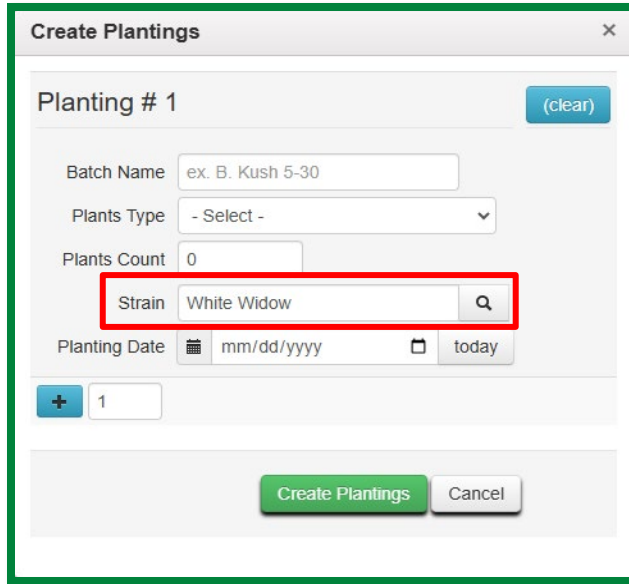 Create Plantings ×
Planting # 1 (clear)
Batch Name ex. B. Kush 5-30
Plants Type - Select -
Plants Count 0
Strain White Widow
Planting Date mm/dd/yyyy today
+ 1
Create Plantings Cancel